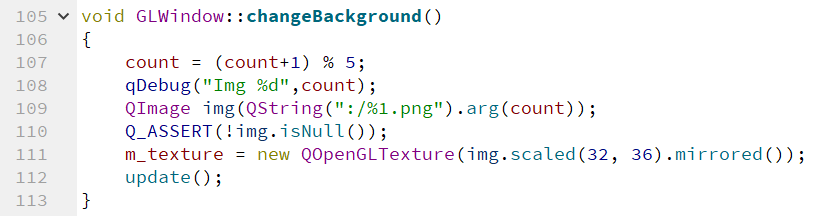 105 void GLWindow::changeBackground()
106 {
107     count = (count+1) % 5;
108     qDebug("Img %d",count);
109     QImage img(QString(":/%1.png").arg(count));
110     Q_ASSERT(!img.isNull());
111     m_texture = new QOpenGLTexture(img.scaled(32, 36).mirrored());
112     update();
113 }